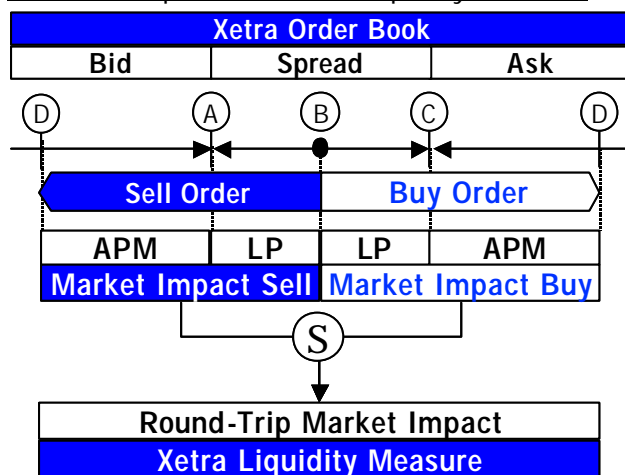 Xetra Order Book
Bid Spread Ask
D A B C D
Sell Order Buy Order
APM LP LP APM
Market Impact Sell Market Impact Buy
S
Round-Trip Market Impact
Xetra Liquidity Measure